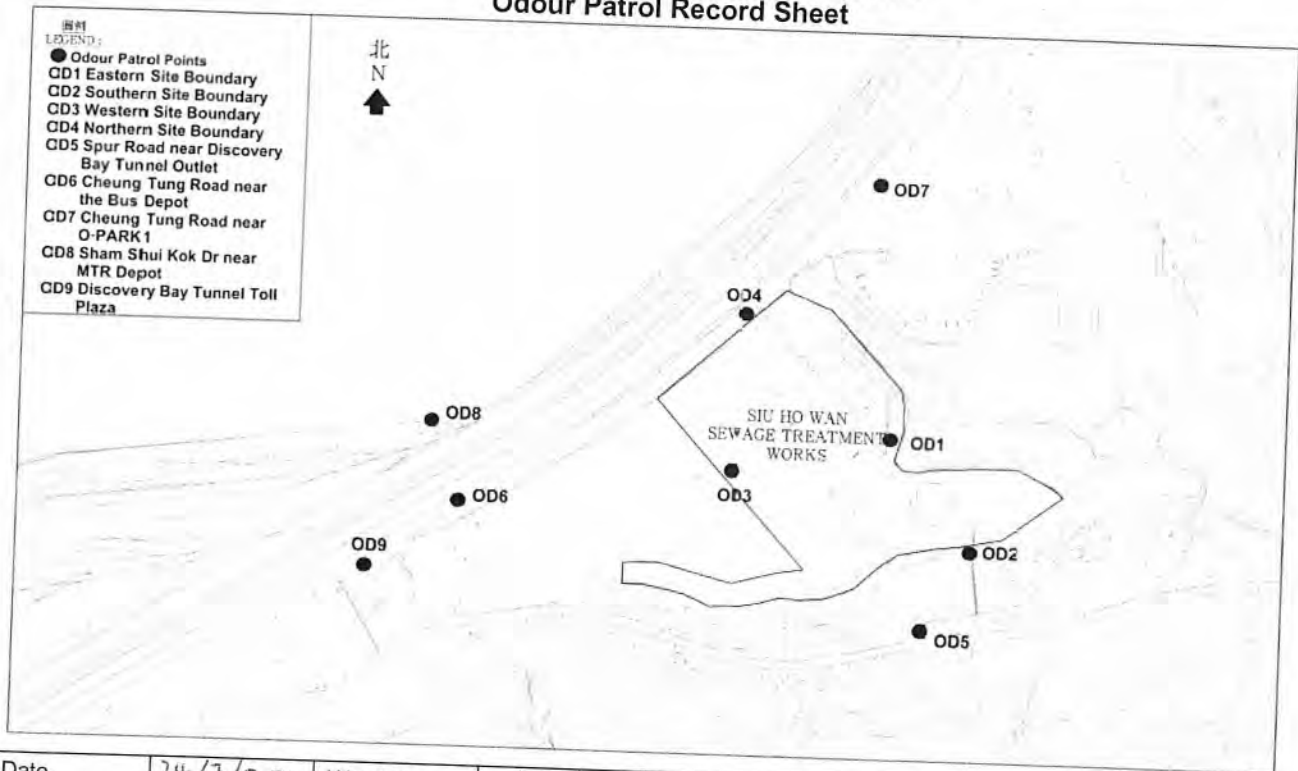 Odour Patrol Record Sheet
圖例
LEGEND:
Odour Patrol Points
OD1 Eastern Site Boundary
OD2 Southern Site Boundary
OD3 Western Site Boundary
OD4 Northern Site Boundary
OD5 Spur Road near Discovery
Bay Tunnel Outlet
OD6 Cheung Tung Road near
the Bus Depot
OD7 Cheung Tung Road near
O-PARK1
OD8 Sham Shui Kok Dr near
MTR Depot
OD9 Discovery Bay Tunnel Toll
Plaza
北
N
OD7
OD4
OD8
SIU HO WAN
SEWAGE TREATMENT
WORKS
OD1
OD3
OD6
OD9
OD2
OD5
Date